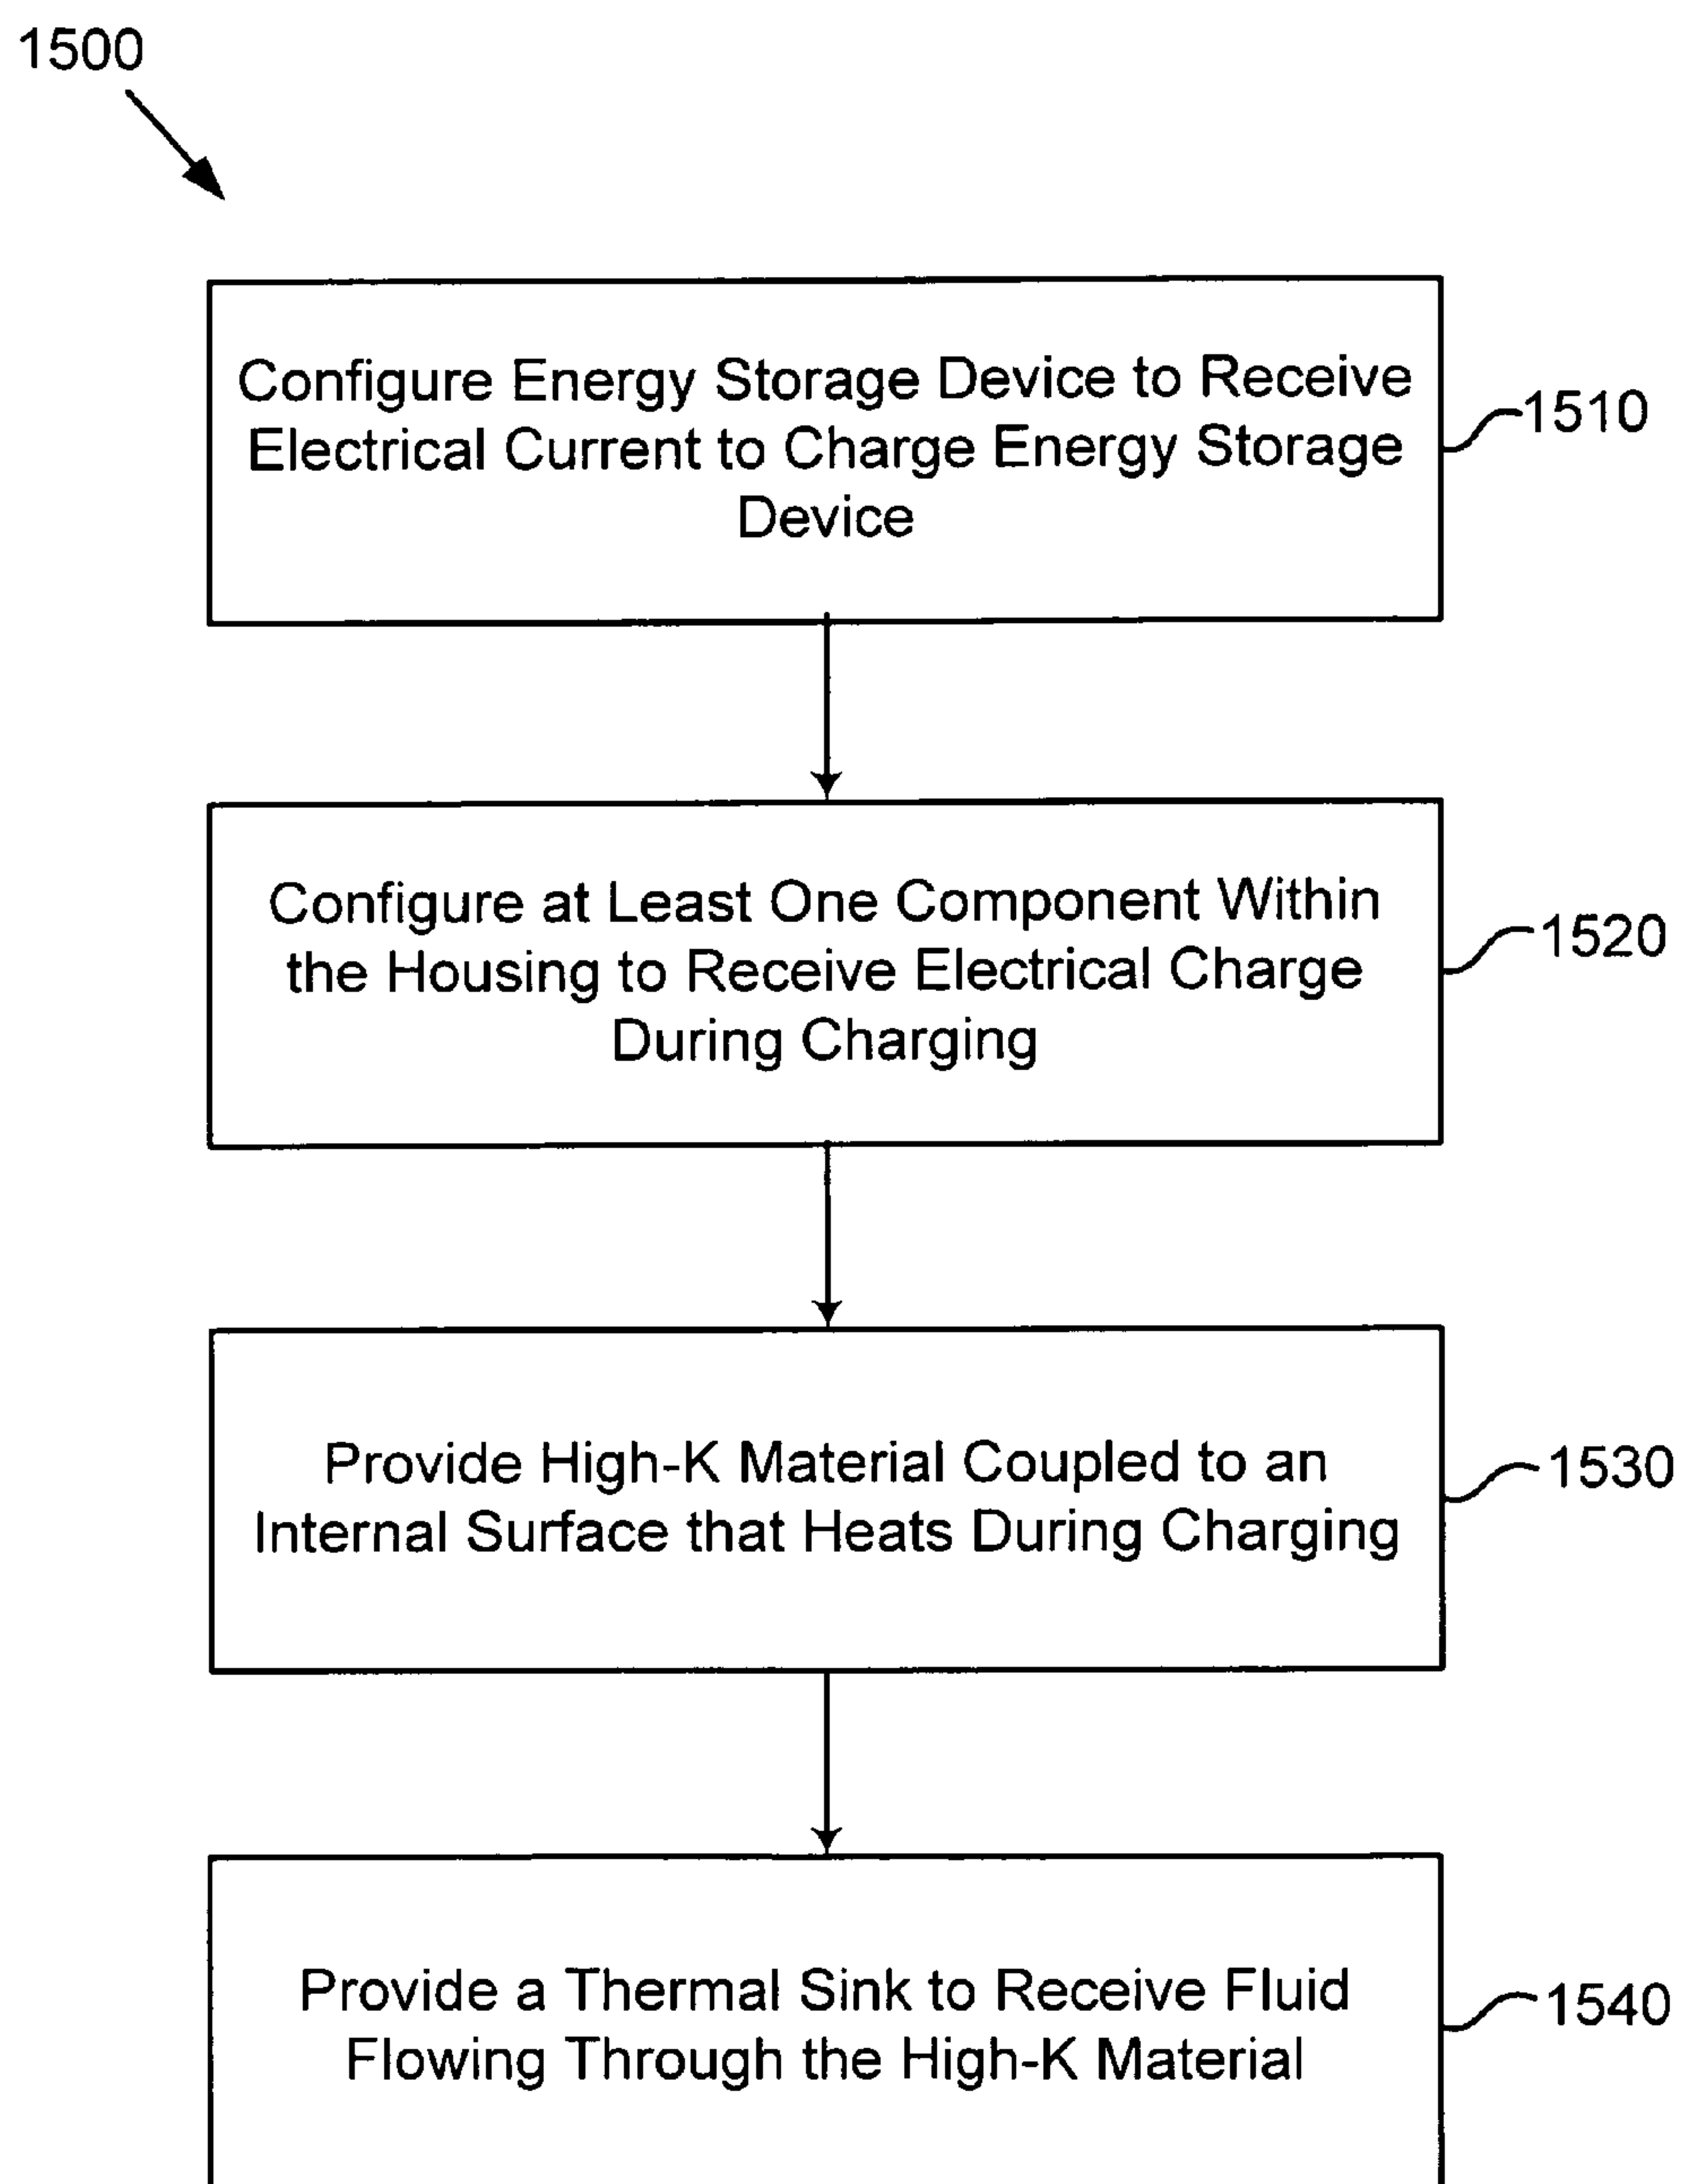 1500
Configure Energy Storage Device to Receive
Electrical Current to Charge Energy Storage
Device
1510
Configure at Least One Component Within
the Housing to Receive Electrical Charge
During Charging
1520
Provide High-K Material Coupled to an
Internal Surface that Heats During Charging
1530
Provide a Thermal Sink to Receive Fluid
Flowing Through the High-K Material
1540